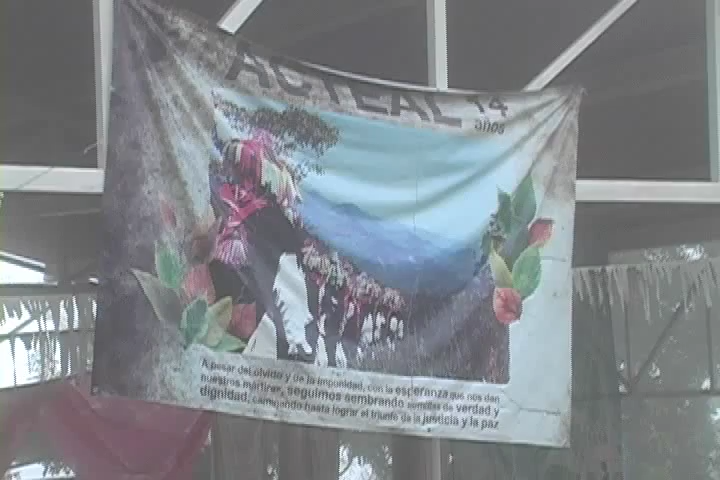 ACTEAL 14
años
A pesar del olvido y de la impunidad, con la esperanza que nos dan
nuestros mártires, seguimos sembrando semillas de verdad y
dignidad, caminando hasta lograr el triunfo de la justicia y la paz